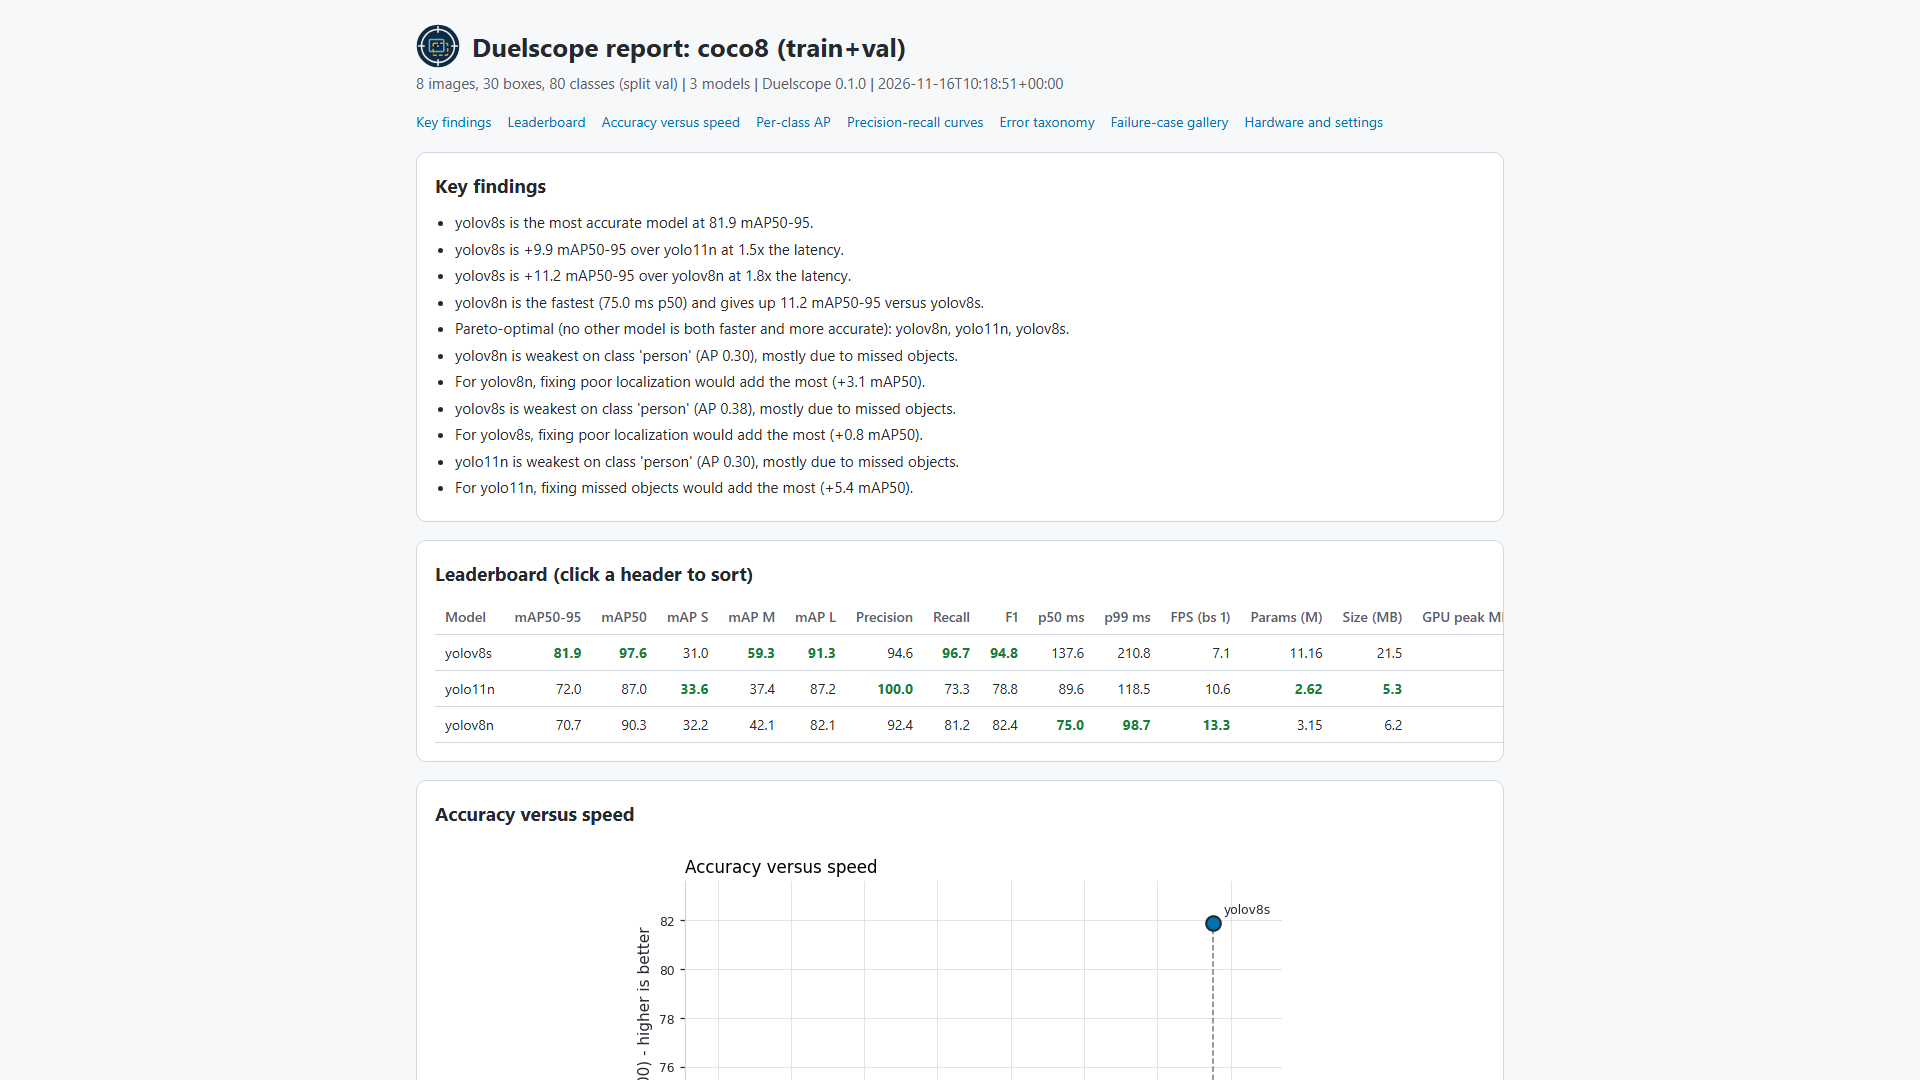 Duelscope report: coco8 (train+val)
8 images, 30 boxes, 80 classes (split val) | 3 models | Duelscope 0.1.0 | 2026-11-16T10:18:51+00:00
Key findings Leaderboard Accuracy versus speed Per-class AP Precision-recall curves Error taxonomy Failure-case gallery Hardware and settings
Key findings
• yolov8s is the most accurate model at 81.9 mAP50-95.
• yolov8s is +9.9 mAP50-95 over yolo11n at 1.5x the latency.
• yolov8s is +11.2 mAP50-95 over yolov8n at 1.8x the latency.
• yolov8n is the fastest (75.0 ms p50) and gives up 11.2 mAP50-95 versus yolov8s.
• Pareto-optimal (no other model is both faster and more accurate): yolov8n, yolo11n, yolov8s.
• yolov8n is weakest on class 'person' (AP 0.30), mostly due to missed objects.
• For yolov8n, fixing poor localization would add the most (+3.1 mAP50).
• yolov8s is weakest on class 'person' (AP 0.38), mostly due to missed objects.
• For yolov8s, fixing poor localization would add the most (+0.8 mAP50).
• yolo11n is weakest on class 'person' (AP 0.30), mostly due to missed objects.
• For yolo11n, fixing missed objects would add the most (+5.4 mAP50).
Leaderboard (click a header to sort)
Model mAP50-95 mAP50 mAP S mAP M mAP L Precision Recall F1 p50 ms p99 ms FPS (bs 1) Params (M) Size (MB) GPU peak
yolov8s 81.9 97.6 31.0 59.3 91.3 94.6 96.7 94.8 137.6 210.8 7.1 11.16 21.5
yolo11n 72.0 87.0 33.6 37.4 87.2 100.0 73.3 78.8 89.6 118.5 10.6 2.62 5.3
yolov8n 70.7 90.3 32.2 42.1 82.1 92.4 81.2 82.4 75.0 98.7 13.3 3.15 6.2
Accuracy versus speed
Accuracy versus speed
yolov8s
82
80
78
76
- higher is better